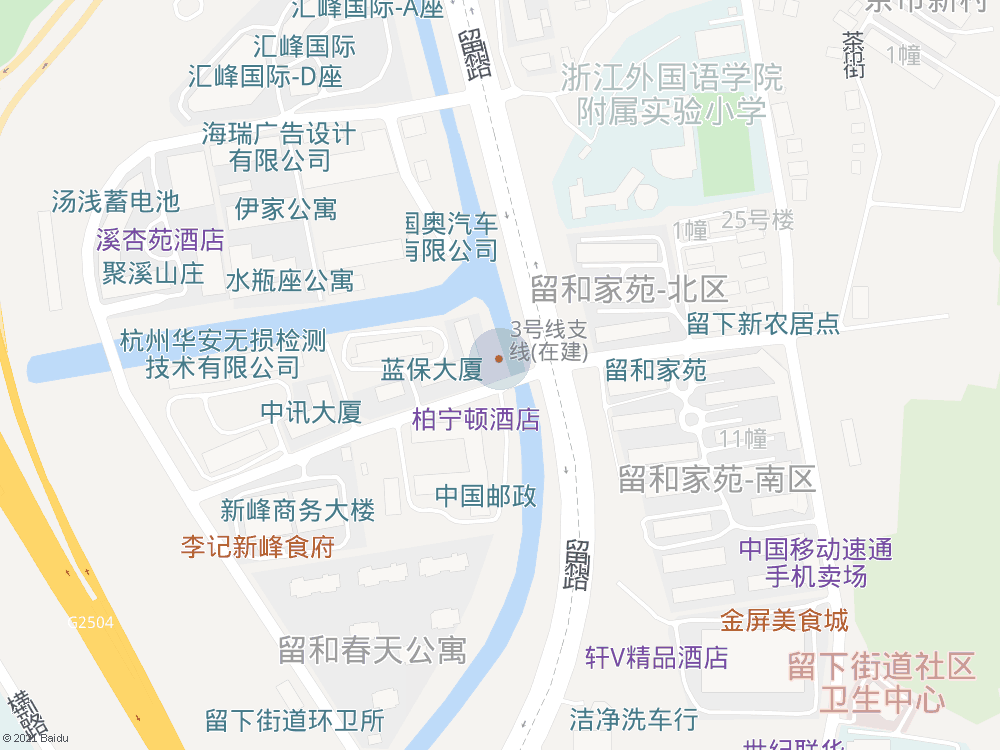 汇峰国际-A座
留和路
茶市新村
汇峰国际
茶市街
1幢
汇峰国际-D座
浙江外国语学院
附属实验小学
海瑞广告设计
有限公司
汤浅蓄电池
伊家公寓
国奥汽车
有限公司
1幢
25号楼
溪杏苑酒店
聚溪山庄
水瓶座公寓
留和家苑-北区
杭州华安无损检测
技术有限公司
3号线支
线(在建)
留下新农居点
蓝保大厦
留和家苑
中讯大厦
柏宁顿酒店
11幢
留和家苑-南区
中国邮政
新峰商务大楼
李记新峰食府
留和路
中国移动速通
手机卖场
G2504
金屏美食城
留和春天公寓
轩V精品酒店
留下街道社区
卫生中心
横一路
留下街道环卫所
洁净洗车行
世纪联华
© 2021 Baidu